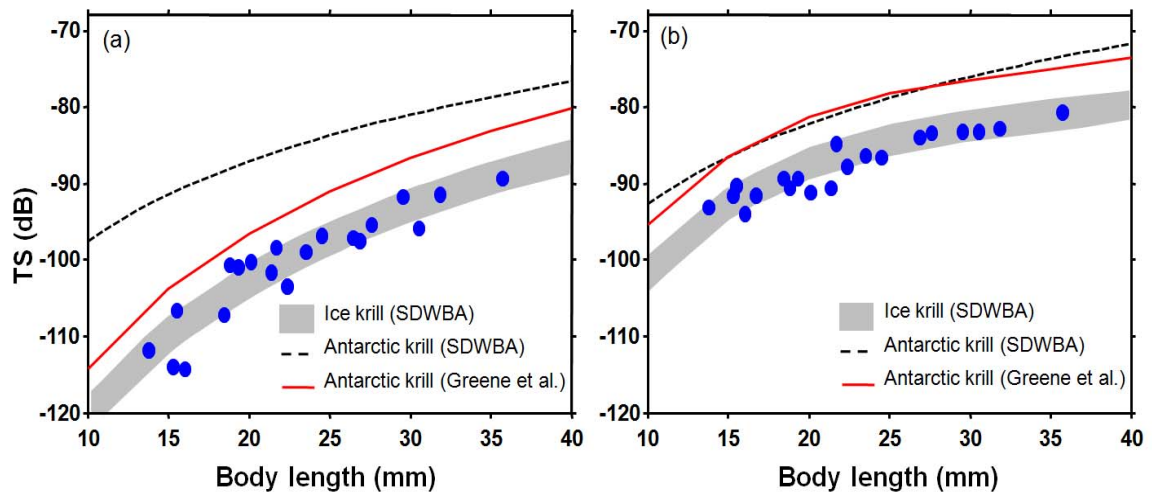 (a)
TS (dB)
-70
-80
-90
-100
-110
-120
10 15 20 25 30 35 40
Body length (mm)
Ice krill (SDWBA)
Antarctic krill (SDWBA)
Antarctic krill (Greene et al.)
(b)
-70
-80
-90
-100
-110
-120
10 15 20 25 30 35 40
Body length (mm)
Ice krill (SDWBA)
Antarctic krill (SDWBA)
Antarctic krill (Greene et al.)